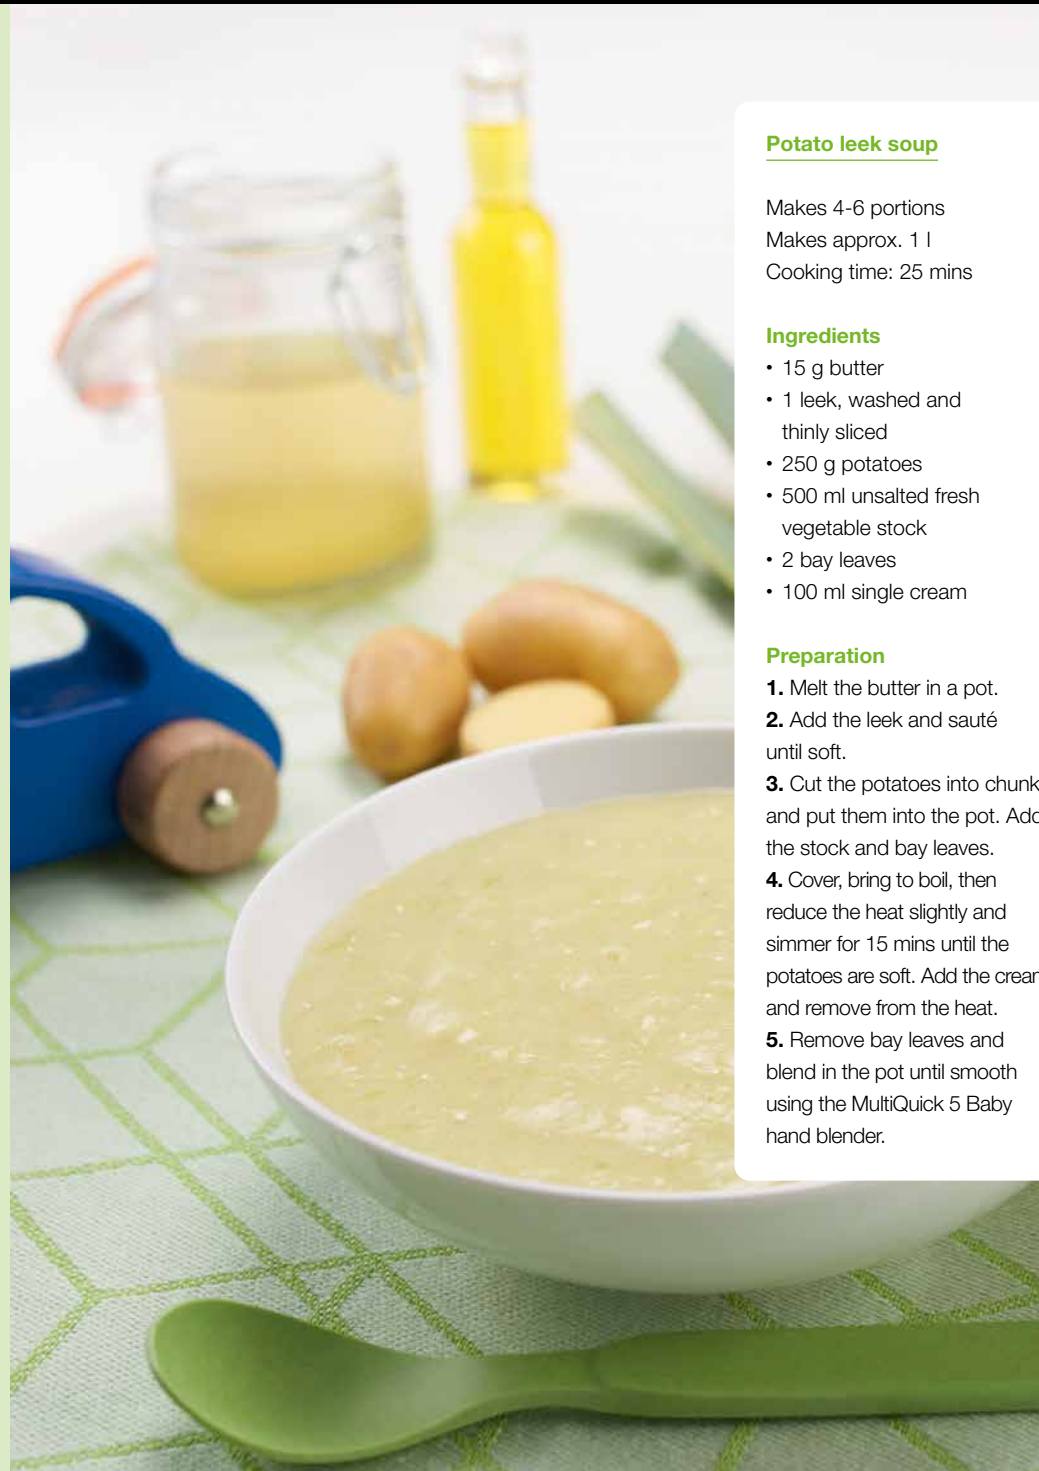 Potato leek soup
Makes 4-6 portions
Makes approx. 1 l
Cooking time: 25 mins
Ingredients
• 15 g butter
• 1 leek, washed and
thinly sliced
• 250 g potatoes
• 500 ml unsalted fresh
vegetable stock
• 2 bay leaves
• 100 ml single cream
Preparation
1. Melt the butter in a pot.
2. Add the leek and sauté
until soft.
3. Cut the potatoes into chunk
and put them into the pot. Add
the stock and bay leaves.
4. Cover, bring to boil, then
reduce the heat slightly and
simmer for 15 mins until the
potatoes are soft. Add the cream
and remove from the heat.
5. Remove bay leaves and
blend in the pot until smooth
using the MultiQuick 5 Baby
hand blender.